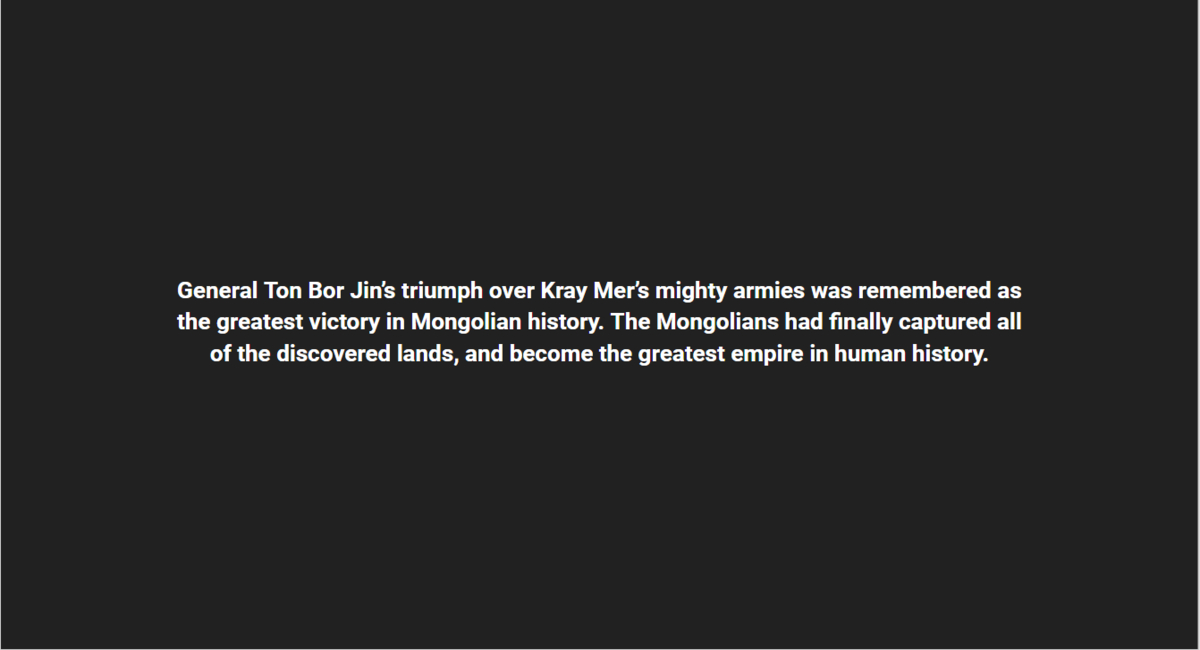 General Ton Bor Jin’s triumph over Kray Mer’s mighty armies was remembered as
the greatest victory in Mongolian history. The Mongolians had finally captured all
of the discovered lands, and become the greatest empire in human history.